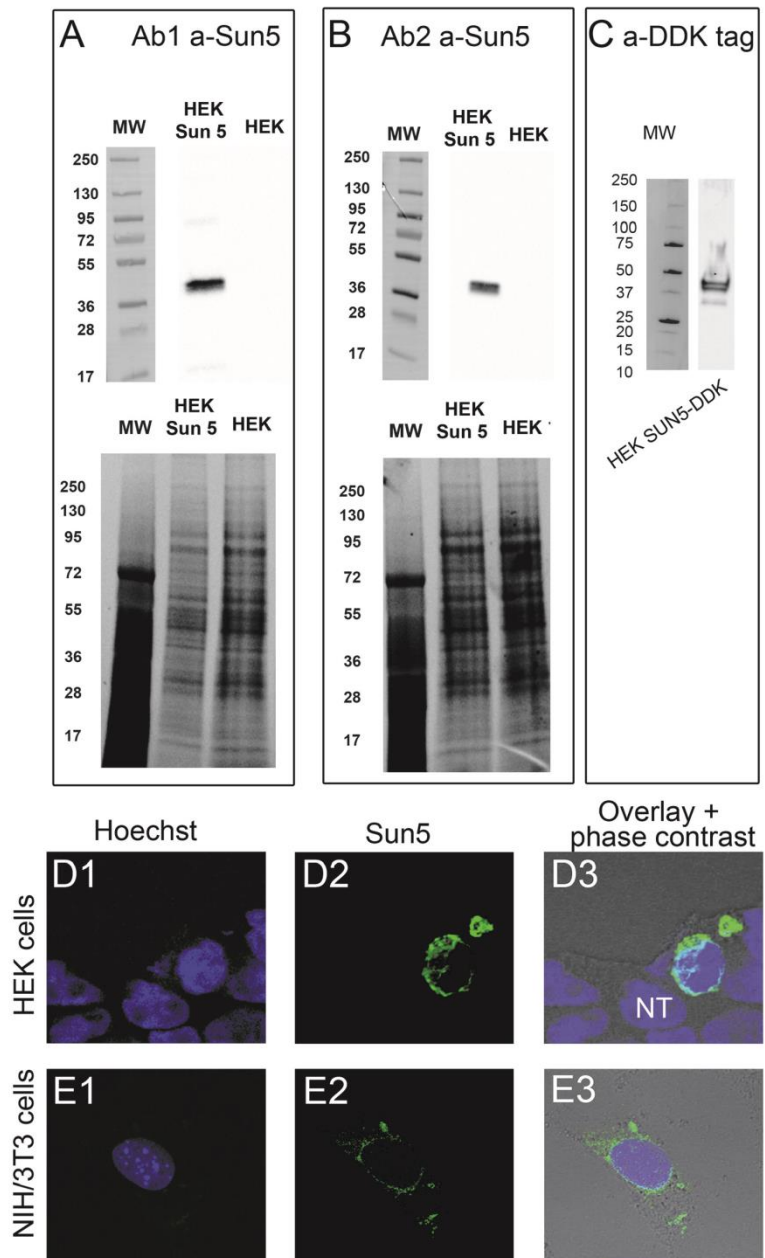 A Ab1 a-Sun5
MW HEK Sun 5 HEK
250
130
95
72
55
36
28
17
MW HEK Sun 5 HEK
250
130
95
72
55
36
28
17
B Ab2 a-Sun5
MW HEK Sun 5 HEK
250
130
95
72
55
36
28
17
MW HEK Sun 5 HEK
250
130
95
72
55
36
28
17
C a-DDK tag
MW
250
150
100
75
50
37
25
20
15
10
HEK SUN5-DDK
Hoechst
Sun5
Overlay +
phase contrast
HEK cells
D1
D2
D3
NT
NIH/3T3 cells
E1
E2
E3